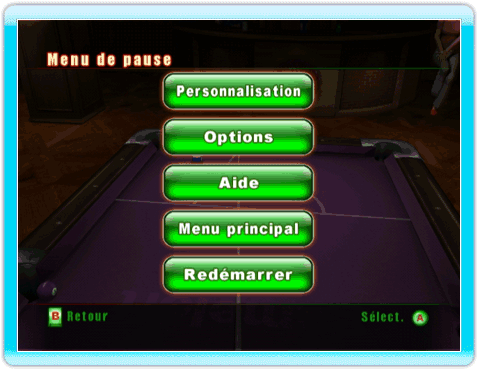 Menu de pause
Personnalisation
Options
Aide
Menu principal
Redémarrer
B Retour
Sélect. A